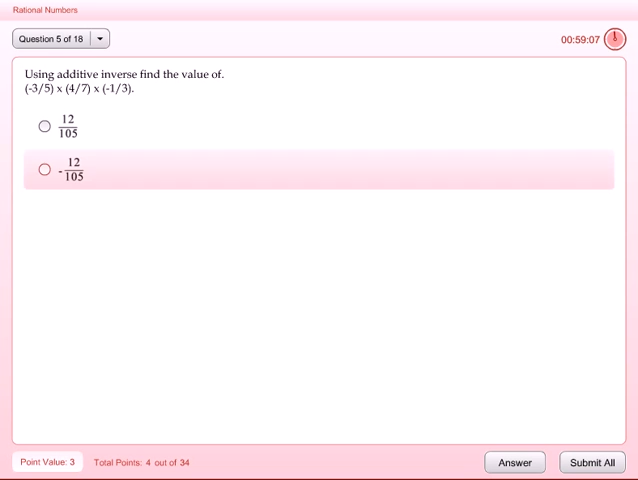 Rational Numbers
Question 5 of 18
00:59:07
Using additive inverse find the value of.
(-3/5) x (4/7) x (-1/3).
12
105
- 12
105
Point Value: 3
Total Points: 4 out of 34
Answer
Submit All